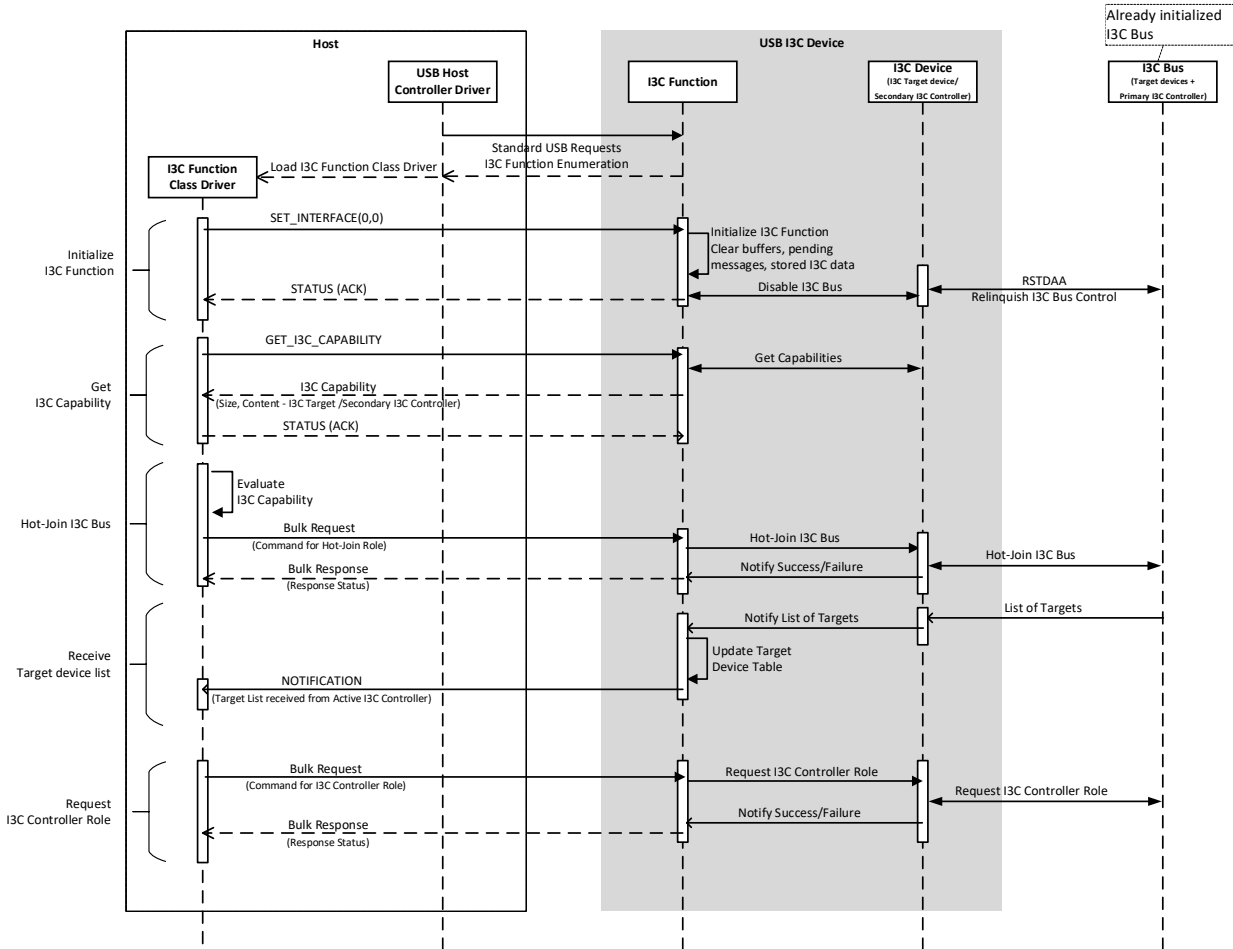 Already initialized
I3C Bus
Host
USB I3C Device
USB Host
Controller Driver
I3C Function
I3C Device
(I3C Target device/
Secondary I3C Controller)
I3C Bus
(Target devices +
Primary I3C Controller)
Standard USB Requests
I3C Function Enumeration
Load I3C Function Class Driver
I3C Function
Class Driver
SET_INTERFACE(0,0)
Initialize I3C Function
Clear buffers, pending
messages, stored I3C data
Initialize
I3C Function
STATUS (ACK)
Disable I3C Bus
RSTDAA
Relinquish I3C Bus Control
GET_I3C_CAPABILITY
Get Capabilities
Get
I3C Capability
I3C Capability
(Size, Content - I3C Target /Secondary I3C Controller)
STATUS (ACK)
Evaluate
I3C Capability
Hot-Join I3C Bus
Bulk Request
(Command for Hot-Join Role)
Hot-Join I3C Bus
Hot-Join I3C Bus
Bulk Response
(Response Status)
Notify Success/Failure
List of Targets
Notify List of Targets
Receive
Target device list
Update Target
Device Table
NOTIFICATION
(Target List received from Active I3C Controller)
Bulk Request
(Command for I3C Controller Role)
Request I3C Controller Role
Request I3C Controller Role
Request
I3C Controller Role
Notify Success/Failure
Bulk Response
(Response Status)